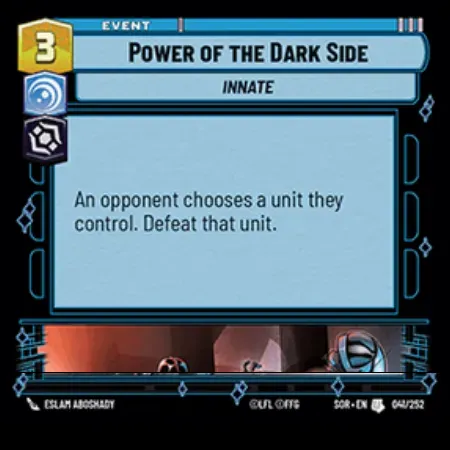 EVENT
3
POWER OF THE DARK SIDE
INNATE
An opponent chooses a unit they
control. Defeat that unit.
ESLAM ABOSHADY
©LFL ©FFG
SOR • EN
041/252